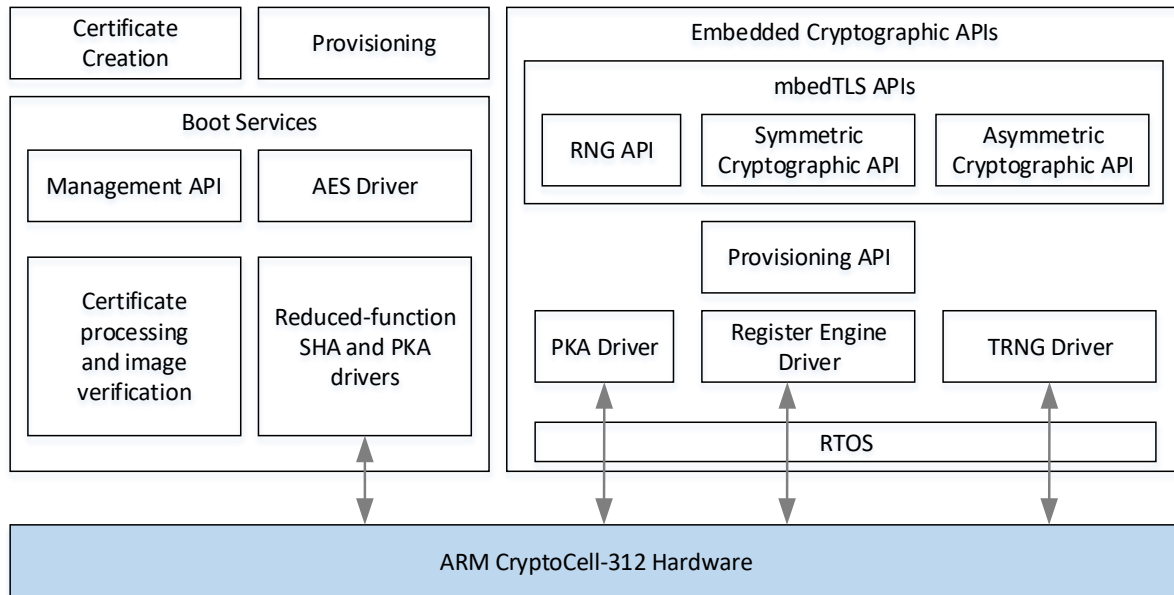 Certificate
Creation
Provisioning
Boot Services
Management API
AES Driver
Certificate
processing
and image
verification
Reduced-function
SHA and PKA
drivers
Embedded Cryptographic APIs
mbedTLS APIs
RNG API
Symmetric
Cryptographic API
Asymmetric
Cryptographic API
Provisioning API
PKA Driver
Register Engine
Driver
TRNG Driver
RTOS
ARM CryptoCell-312 Hardware